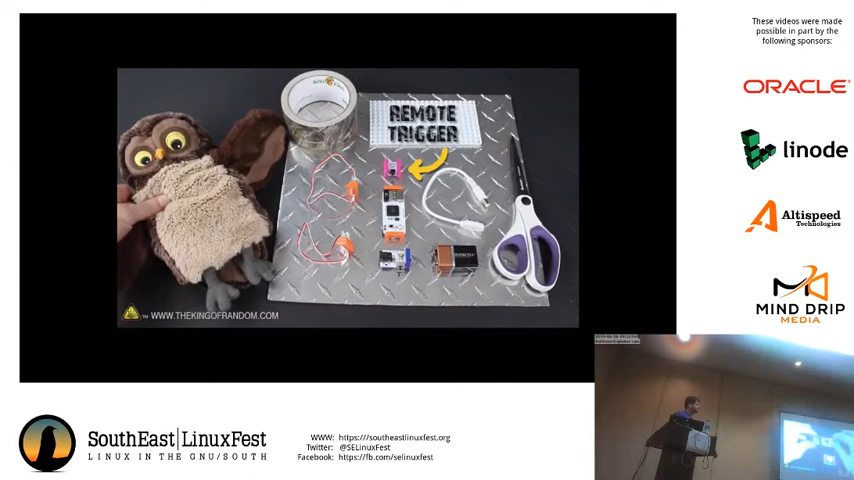 These videos were made
possible in part by the
following sponsors:
ORACLE
linode
Altispeed
Technologies
MIND DRIP
MEDIA
REMOTE
TRIGGER
DURACELL
WWW.THEKINGOFRANDOM.COM
SouthEast|LinuxFest
LINUX IN THE GNU/SOUTH
WWW: https:///southeastlinuxfest.org
Twitter: @SELinuxFest
Facebook: https://fb.com/selinuxfest